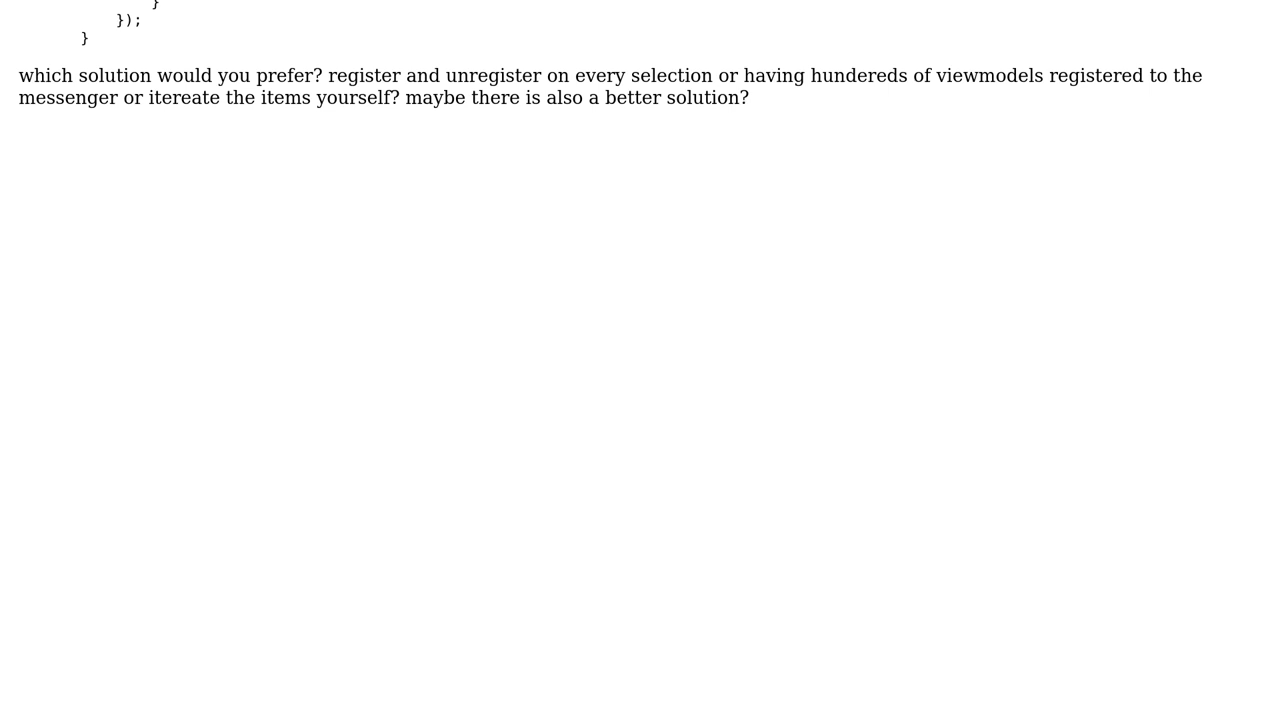 }
});
}
which solution would you prefer? register and unregister on every selection or having hundereds of viewmodels registered to the
messenger or itereate the items yourself? maybe there is also a better solution?